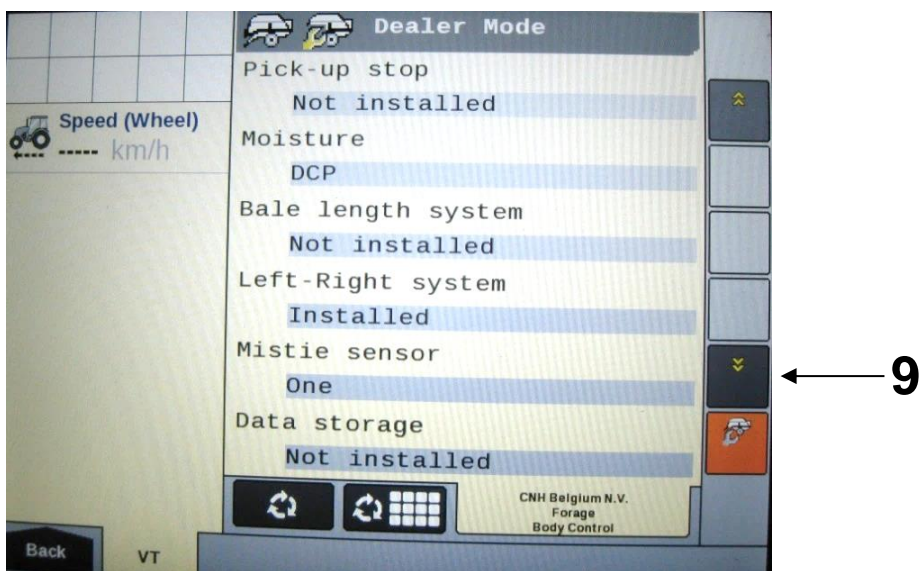 Dealer Mode
Pick-up stop
Not installed
Speed (Wheel)
----- km/h
Moisture
DCP
Bale length system
Not installed
Left-Right system
Installed
Mistie sensor
One
9
Data storage
Not installed
CNH Belgium N.V.
Forage
Body Control
Back
VT